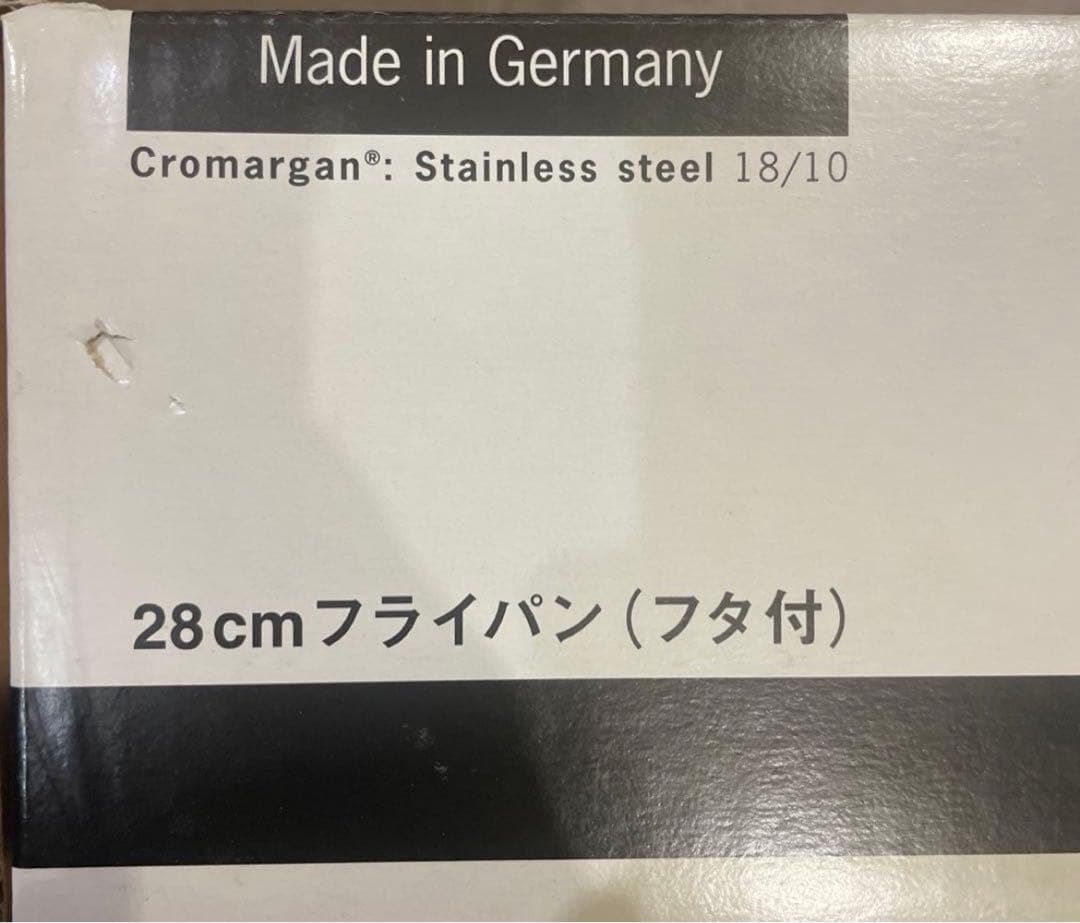 Made in Germany
Cromargan®: Stainless steel 18/10
28cmフライパン(フタ付)